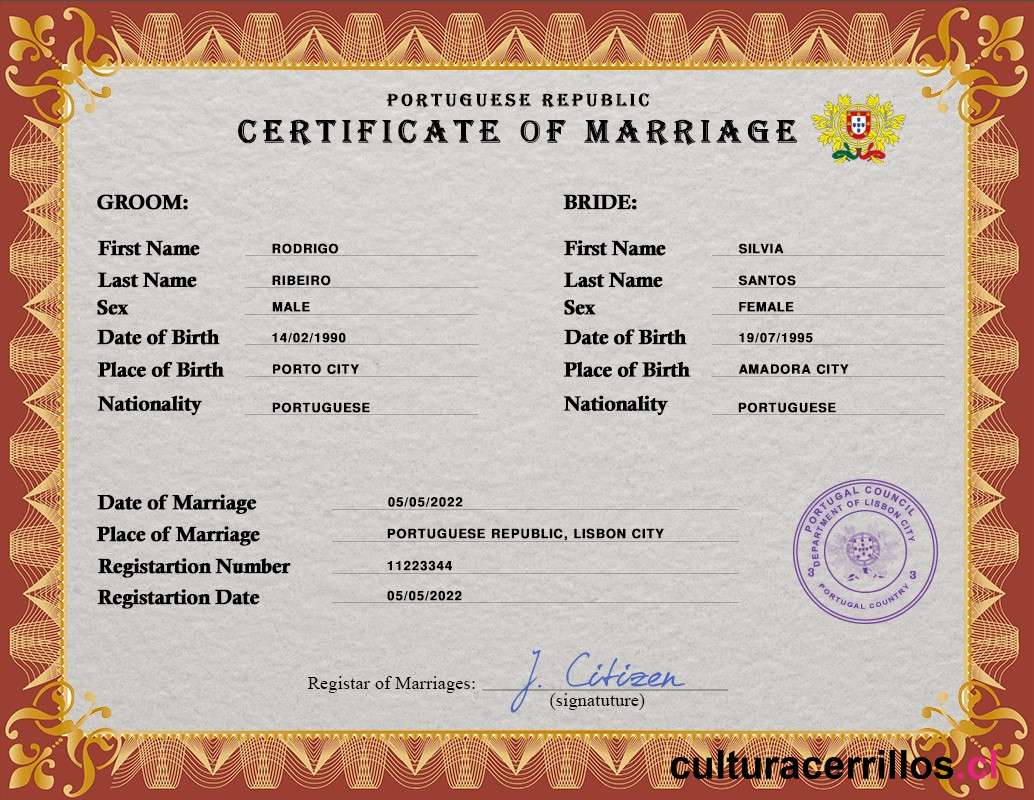 PORTUGUESE REPUBLIC
CERTIFICATE OF MARRIAGE
GROOM:
First Name RODRIGO
Last Name RIBEIRO
Sex MALE
Date of Birth 14/02/1990
Place of Birth PORTO CITY
Nationality PORTUGUESE
BRIDE:
First Name SILVIA
Last Name SANTOS
Sex FEMALE
Date of Birth 19/07/1995
Place of Birth AMADORA CITY
Nationality PORTUGUESE
Date of Marriage 05/05/2022
Place of Marriage PORTUGUESE REPUBLIC, LISBON CITY
Registartion Number 11223344
Registartion Date 05/05/2022
PORTUGAL COUNCIL
DEPARTMENT OF LISBON CITY
3 3
PORTUGAL COUNTRY
Registar of Marriages: J. Citizen
(signatuture)
culturacerrillos.cl